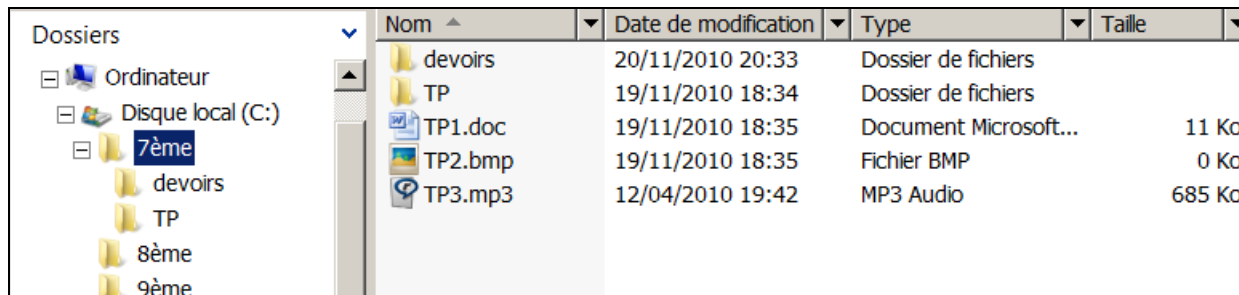 Dossiers
Ordinateur
Disque local (C:)
7ème
devoirs
TP
8ème
9ème
Nom Date de modification Type Taille
devoirs 20/11/2010 20:33 Dossier de fichiers
TP 19/11/2010 18:34 Dossier de fichiers
TP1.doc 19/11/2010 18:35 Document Microsoft... 11 Ko
TP2.bmp 19/11/2010 18:35 Fichier BMP 0 Ko
TP3.mp3 12/04/2010 19:42 MP3 Audio 685 Ko